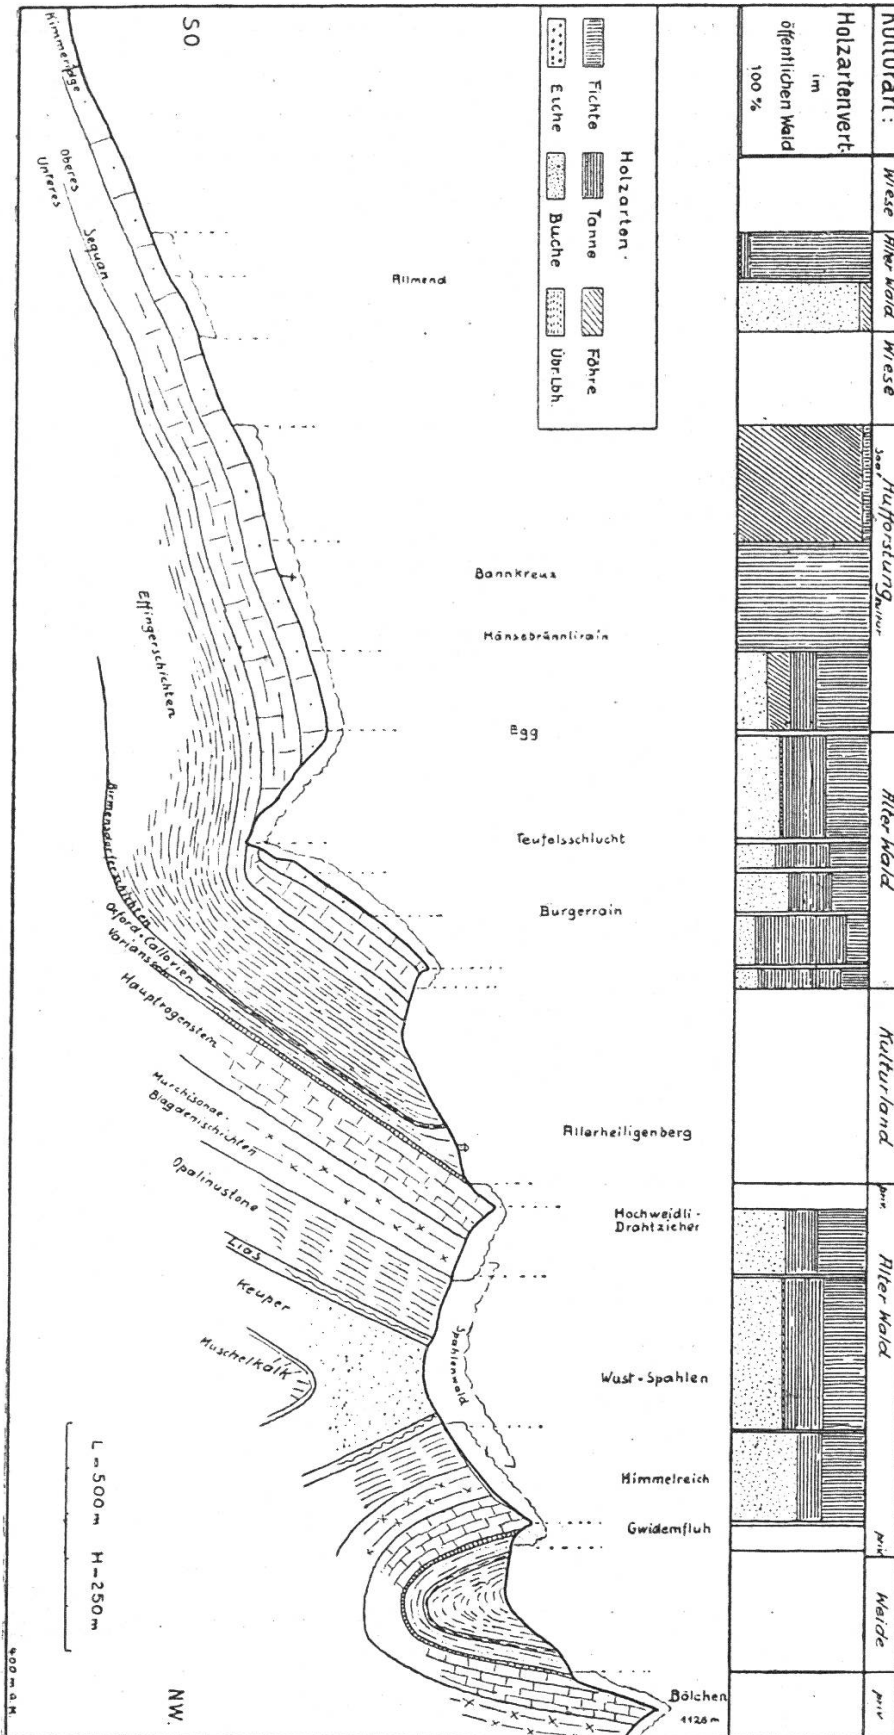 Kulturart:
Wiese
Alter Wald
Wiese
Aufforstung
Saat
Alter Wald
Kulturland
priv.
Alter Wald
priv.
Weide
priv.
Holzartenvert.
im
öffentlichen Wald
100 %
Holzarten:
Fichte
Tanne
Föhre
Eiche
Buche
Übr. Lbh.
SO
NW.
Allmend
Bannkreuz
Egg
Teufelsschlucht
Burgerrain
Allerheiligenberg
Hochweidli-
Drahtzieher
Spahlenwald
Wust-Spahlen
Himmelreich
Gwidemfluh
Bölchen
1126 m
Kimmeridge
Oberes
Unteres
Sequan
Effingerschichten
Birmensdorferschichten
Oxford-Callovien
Hauptrogenstein
Murchisonae-
Blagdenischichten
Opalinustone
Lias
Keuper
Muschelkalk
L = 500 m H = 250 m
400 m ü. M.